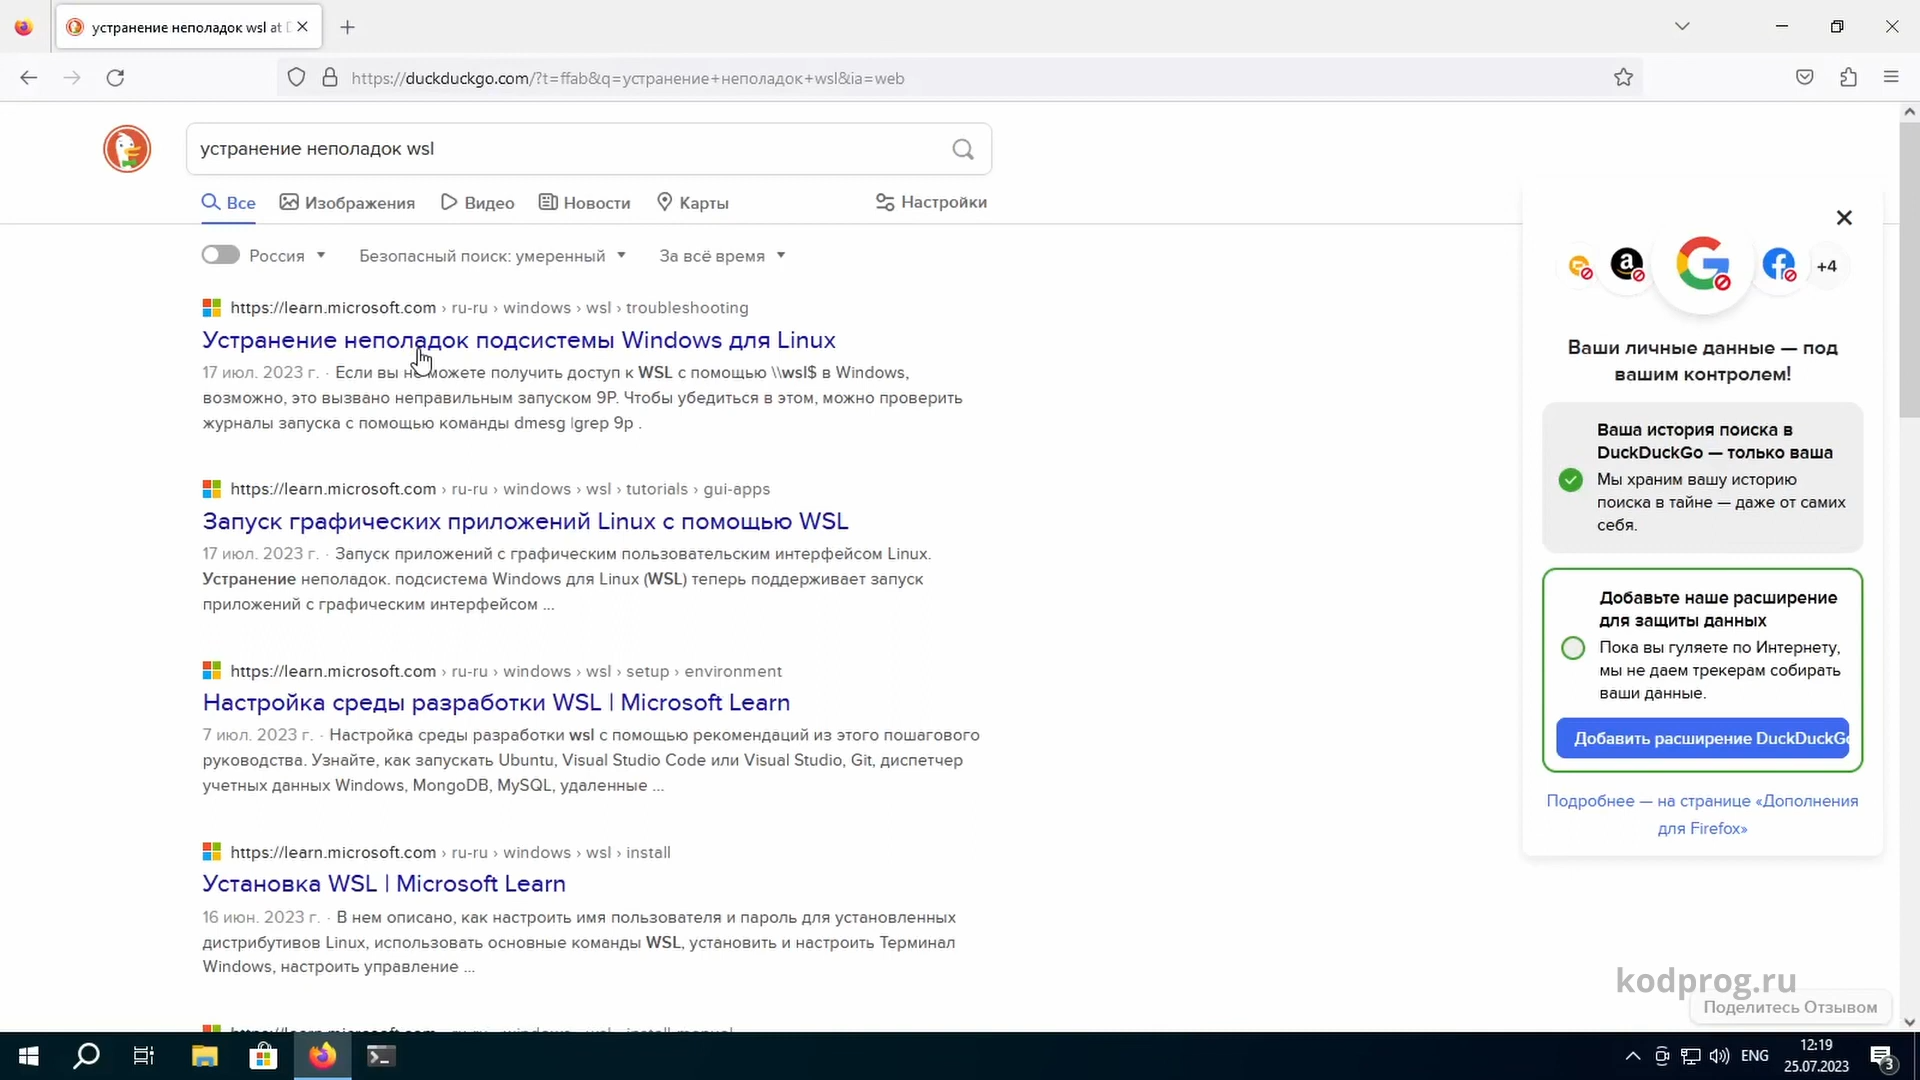 устранение неполадок wsl at D
https://duckduckgo.com/?t=ffab&q=устранение+неполадок+wsl&ia=web
устранение неполадок wsl
Все Изображения Видео Новости Карты Настройки
Россия Безопасный поиск: умеренный За всё время
https://learn.microsoft.com › ru-ru › windows › wsl › troubleshooting
Устранение неполадок подсистемы Windows для Linux
17 июл. 2023 г. · Если вы не можете получить доступ к WSL с помощью \\wsl$ в Windows,
возможно, это вызвано неправильным запуском 9P. Чтобы убедиться в этом, можно проверить
журналы запуска с помощью команды dmesg |grep 9p .
https://learn.microsoft.com › ru-ru › windows › wsl › tutorials › gui-apps
Запуск графических приложений Linux с помощью WSL
17 июл. 2023 г. · Запуск приложений с графическим пользовательским интерфейсом Linux.
Устранение неполадок. подсистема Windows для Linux (WSL) теперь поддерживает запуск
приложений с графическим интерфейсом ...
https://learn.microsoft.com › ru-ru › windows › wsl › setup › environment
Настройка среды разработки WSL | Microsoft Learn
7 июл. 2023 г. · Настройка среды разработки wsl с помощью рекомендаций из этого пошагового
руководства. Узнайте, как запускать Ubuntu, Visual Studio Code или Visual Studio, Git, диспетчер
учетных данных Windows, MongoDB, MySQL, удаленные ...
https://learn.microsoft.com › ru-ru › windows › wsl › install
Установка WSL | Microsoft Learn
16 июн. 2023 г. · В нем описано, как настроить имя пользователя и пароль для установленных
дистрибутивов Linux, использовать основные команды WSL, установить и настроить Терминал
Windows, настроить управление ...
+4
Ваши личные данные — под
вашим контролем!
Ваша история поиска в
DuckDuckGo — только ваша
Мы храним вашу историю
поиска в тайне — даже от самих
себя.
Добавьте наше расширение
для защиты данных
Пока вы гуляете по Интернету,
мы не даем трекерам собирать
ваши данные.
Добавить расширение DuckDuckGo
Подробнее — на странице «Дополнения
для Firefox»
kodprog.ru
Поделитесь Отзывом
ENG
12:19
25.07.2023
3